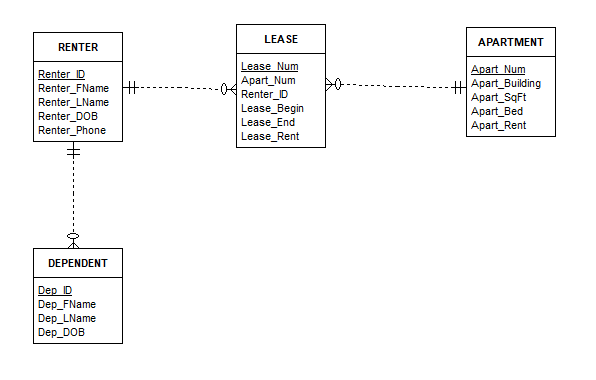 RENTER
Renter_ID
Renter_FName
Renter_LName
Renter_DOB
Renter_Phone
LEASE
Lease_Num
Apart_Num
Renter_ID
Lease_Begin
Lease_End
Lease_Rent
APARTMENT
Apart_Num
Apart_Building
Apart_SqFt
Apart_Bed
Apart_Rent
DEPENDENT
Dep_ID
Dep_FName
Dep_LName
Dep_DOB